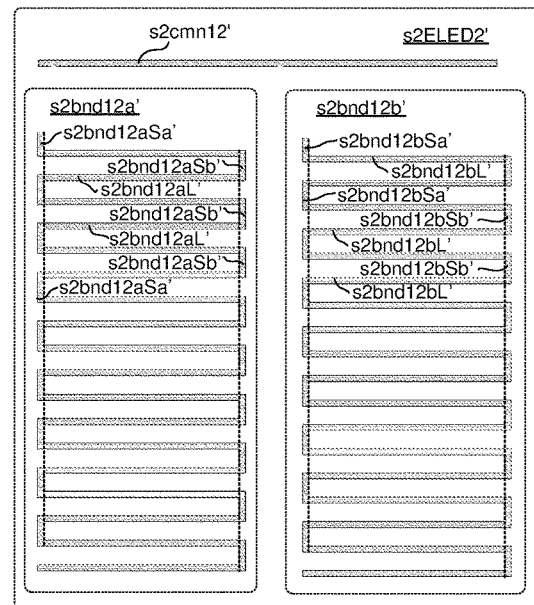 s2cmn12'
s2ELED2'
s2bnd12a'
s2bnd12aSa'
s2bnd12aSb'
s2bnd12aL'
s2bnd12aSb'
s2bnd12aL'
s2bnd12aSb'
s2bnd12aSa'
s2bnd12b'
s2bnd12bSa'
s2bnd12bL'
s2bnd12bSa'
s2bnd12bSb'
s2bnd12bL'
s2bnd12bSb'
s2bnd12bL'